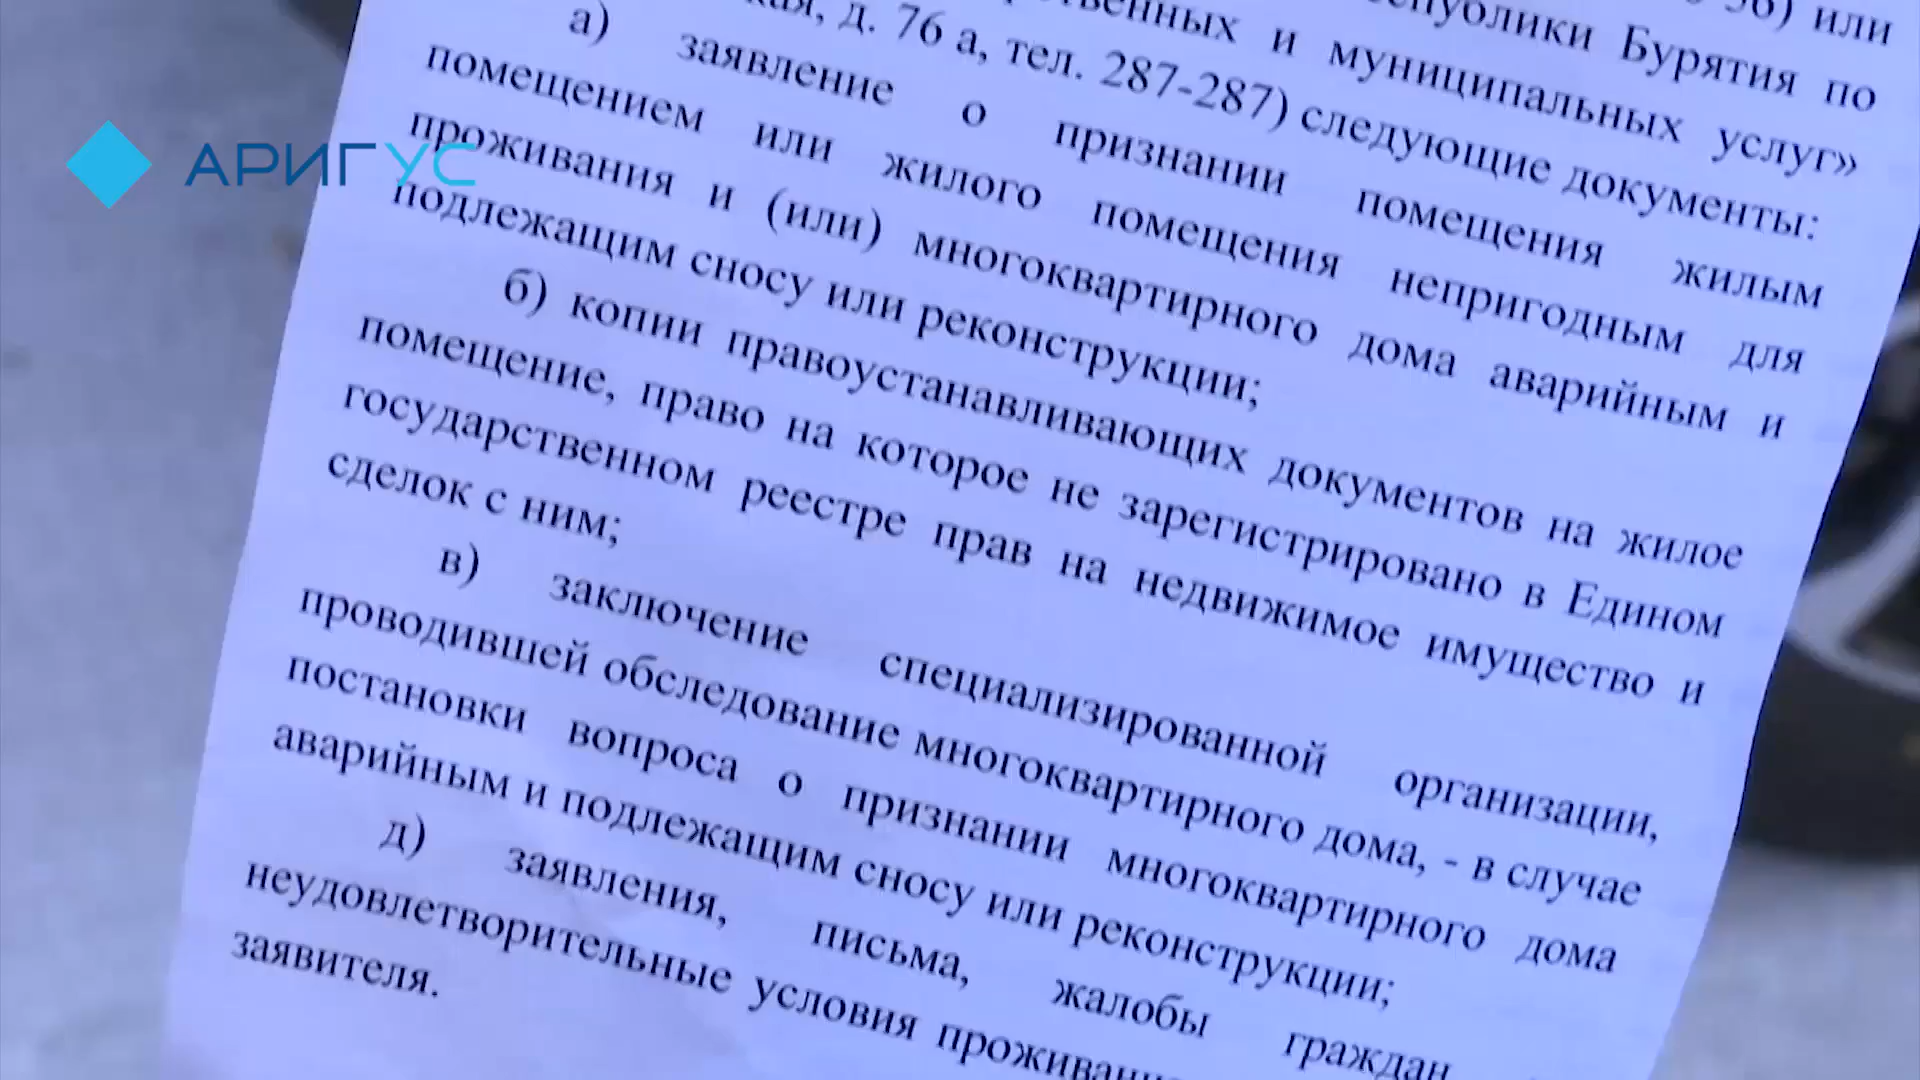 АРИГУС
56) или
Республики Бурятия по
и муниципальных услуг»
д. 76 а, тел. 287-287) следующие документы:
а) заявление о признании помещения жилым
помещением или жилого помещения непригодным для
проживания и (или) многоквартирного дома аварийным и
подлежащим сносу или реконструкции;
б) копии правоустанавливающих документов на жилое
помещение, право на которое не зарегистрировано в Едином
государственном реестре прав на недвижимое имущество и
сделок с ним;
в) заключение специализированной организации,
проводившей обследование многоквартирного дома, - в случае
постановки вопроса о признании многоквартирного дома
аварийным и подлежащим сносу или реконструкции;
д) заявления, письма, жалобы граждан
неудовлетворительные условия
заявителя.